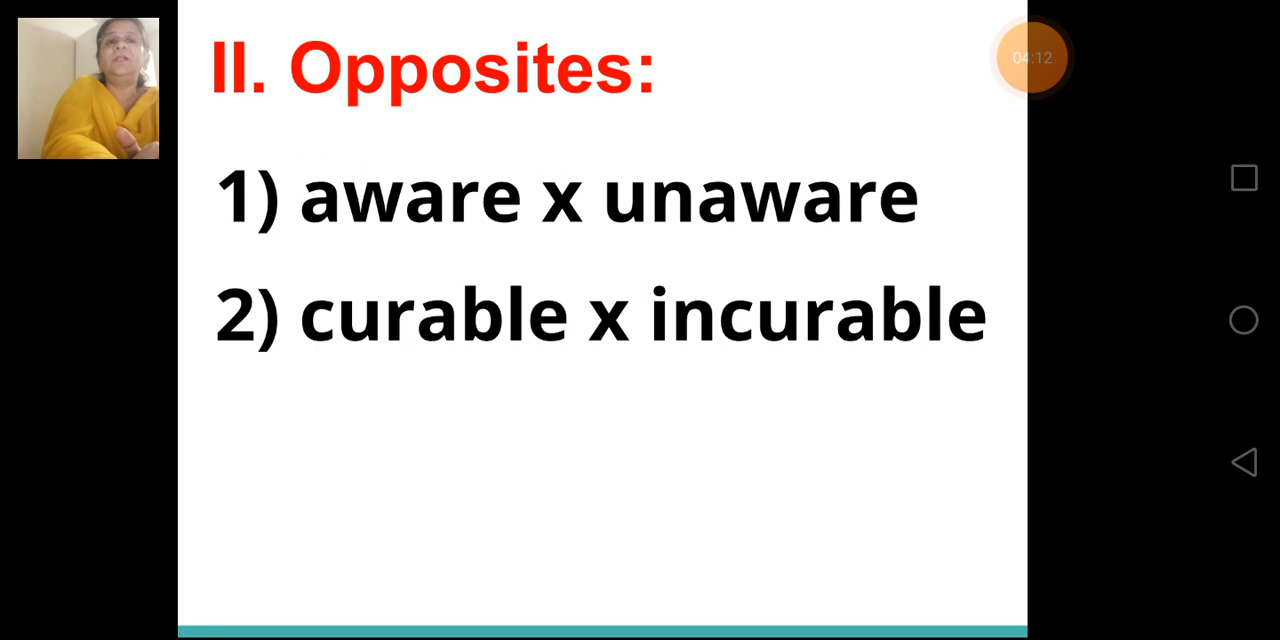 II. Opposites:
04:12
1) aware x unaware
2) curable x incurable